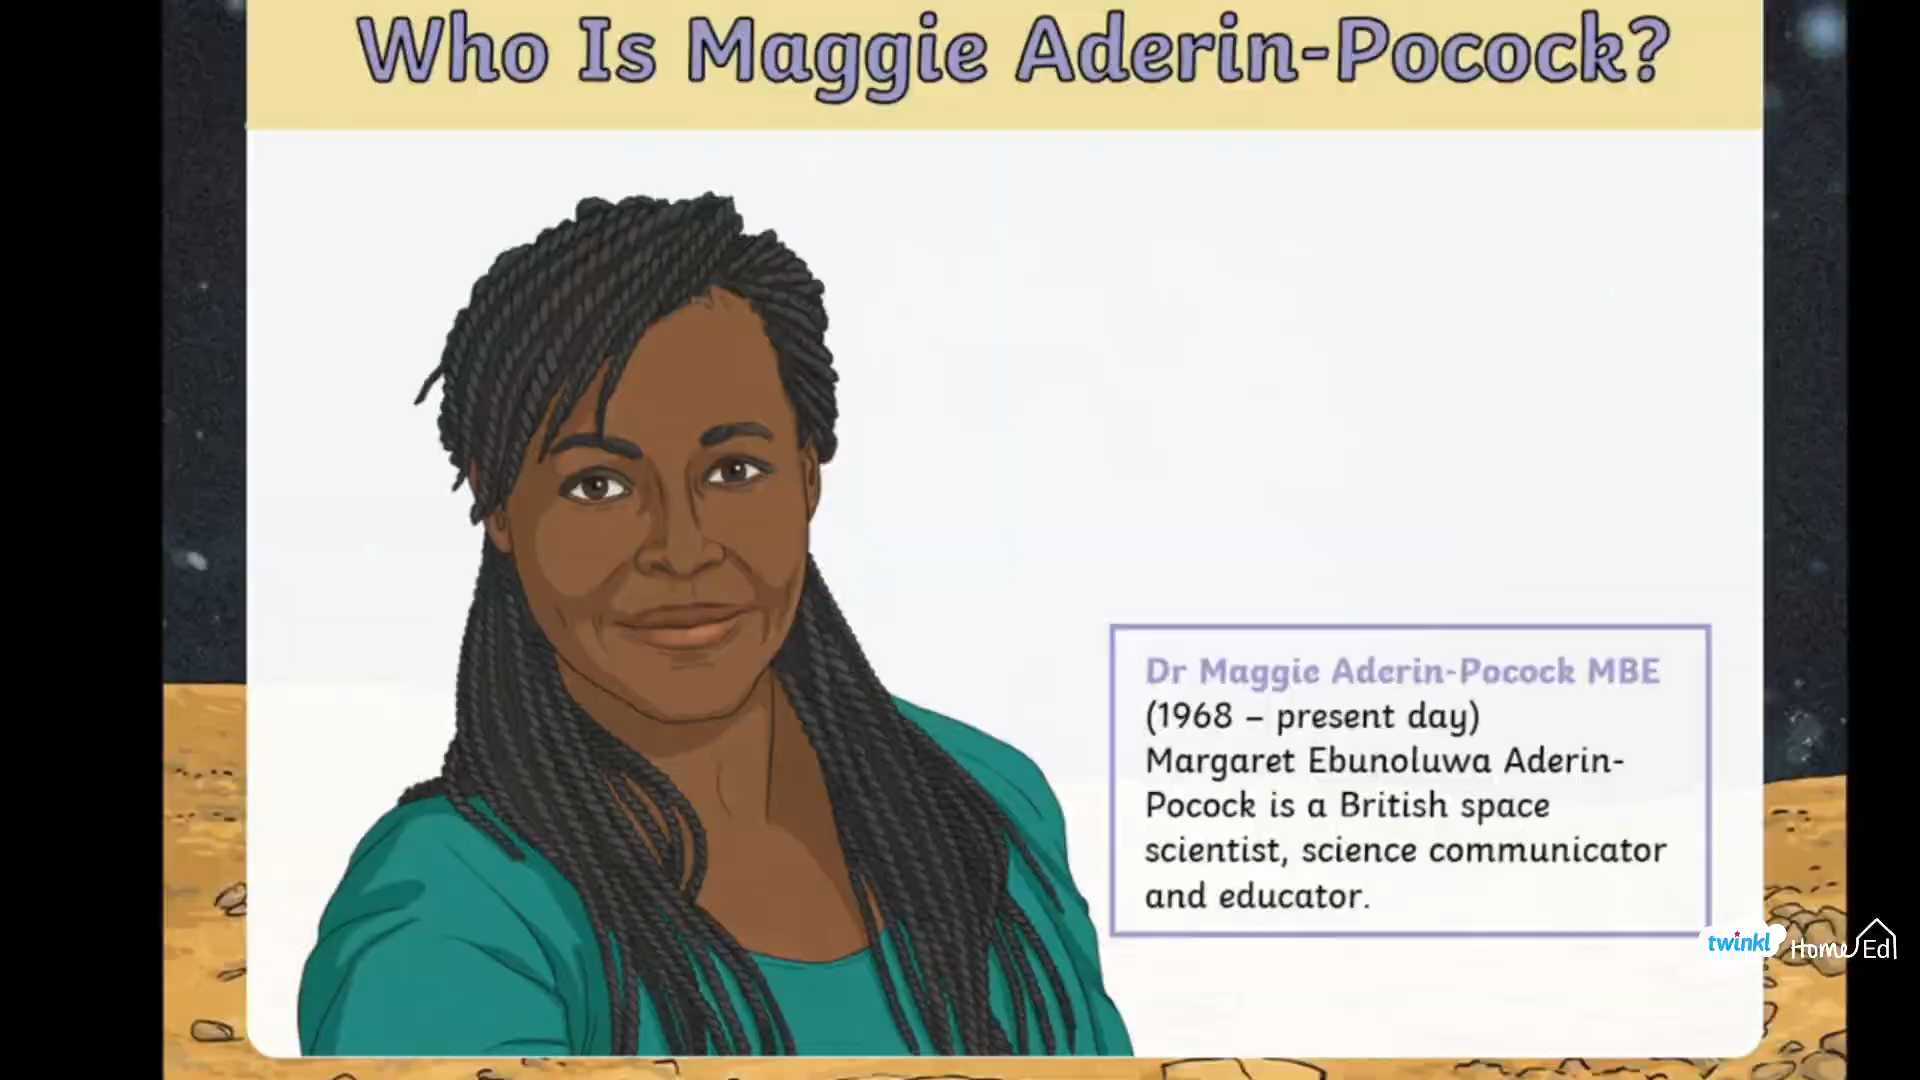 Who Is Maggie Aderin-Pocock?
Dr Maggie Aderin-Pocock MBE
(1968 – present day)
Margaret Ebunoluwa Aderin-
Pocock is a British space
scientist, science communicator
and educator.
twinkl HomeEd